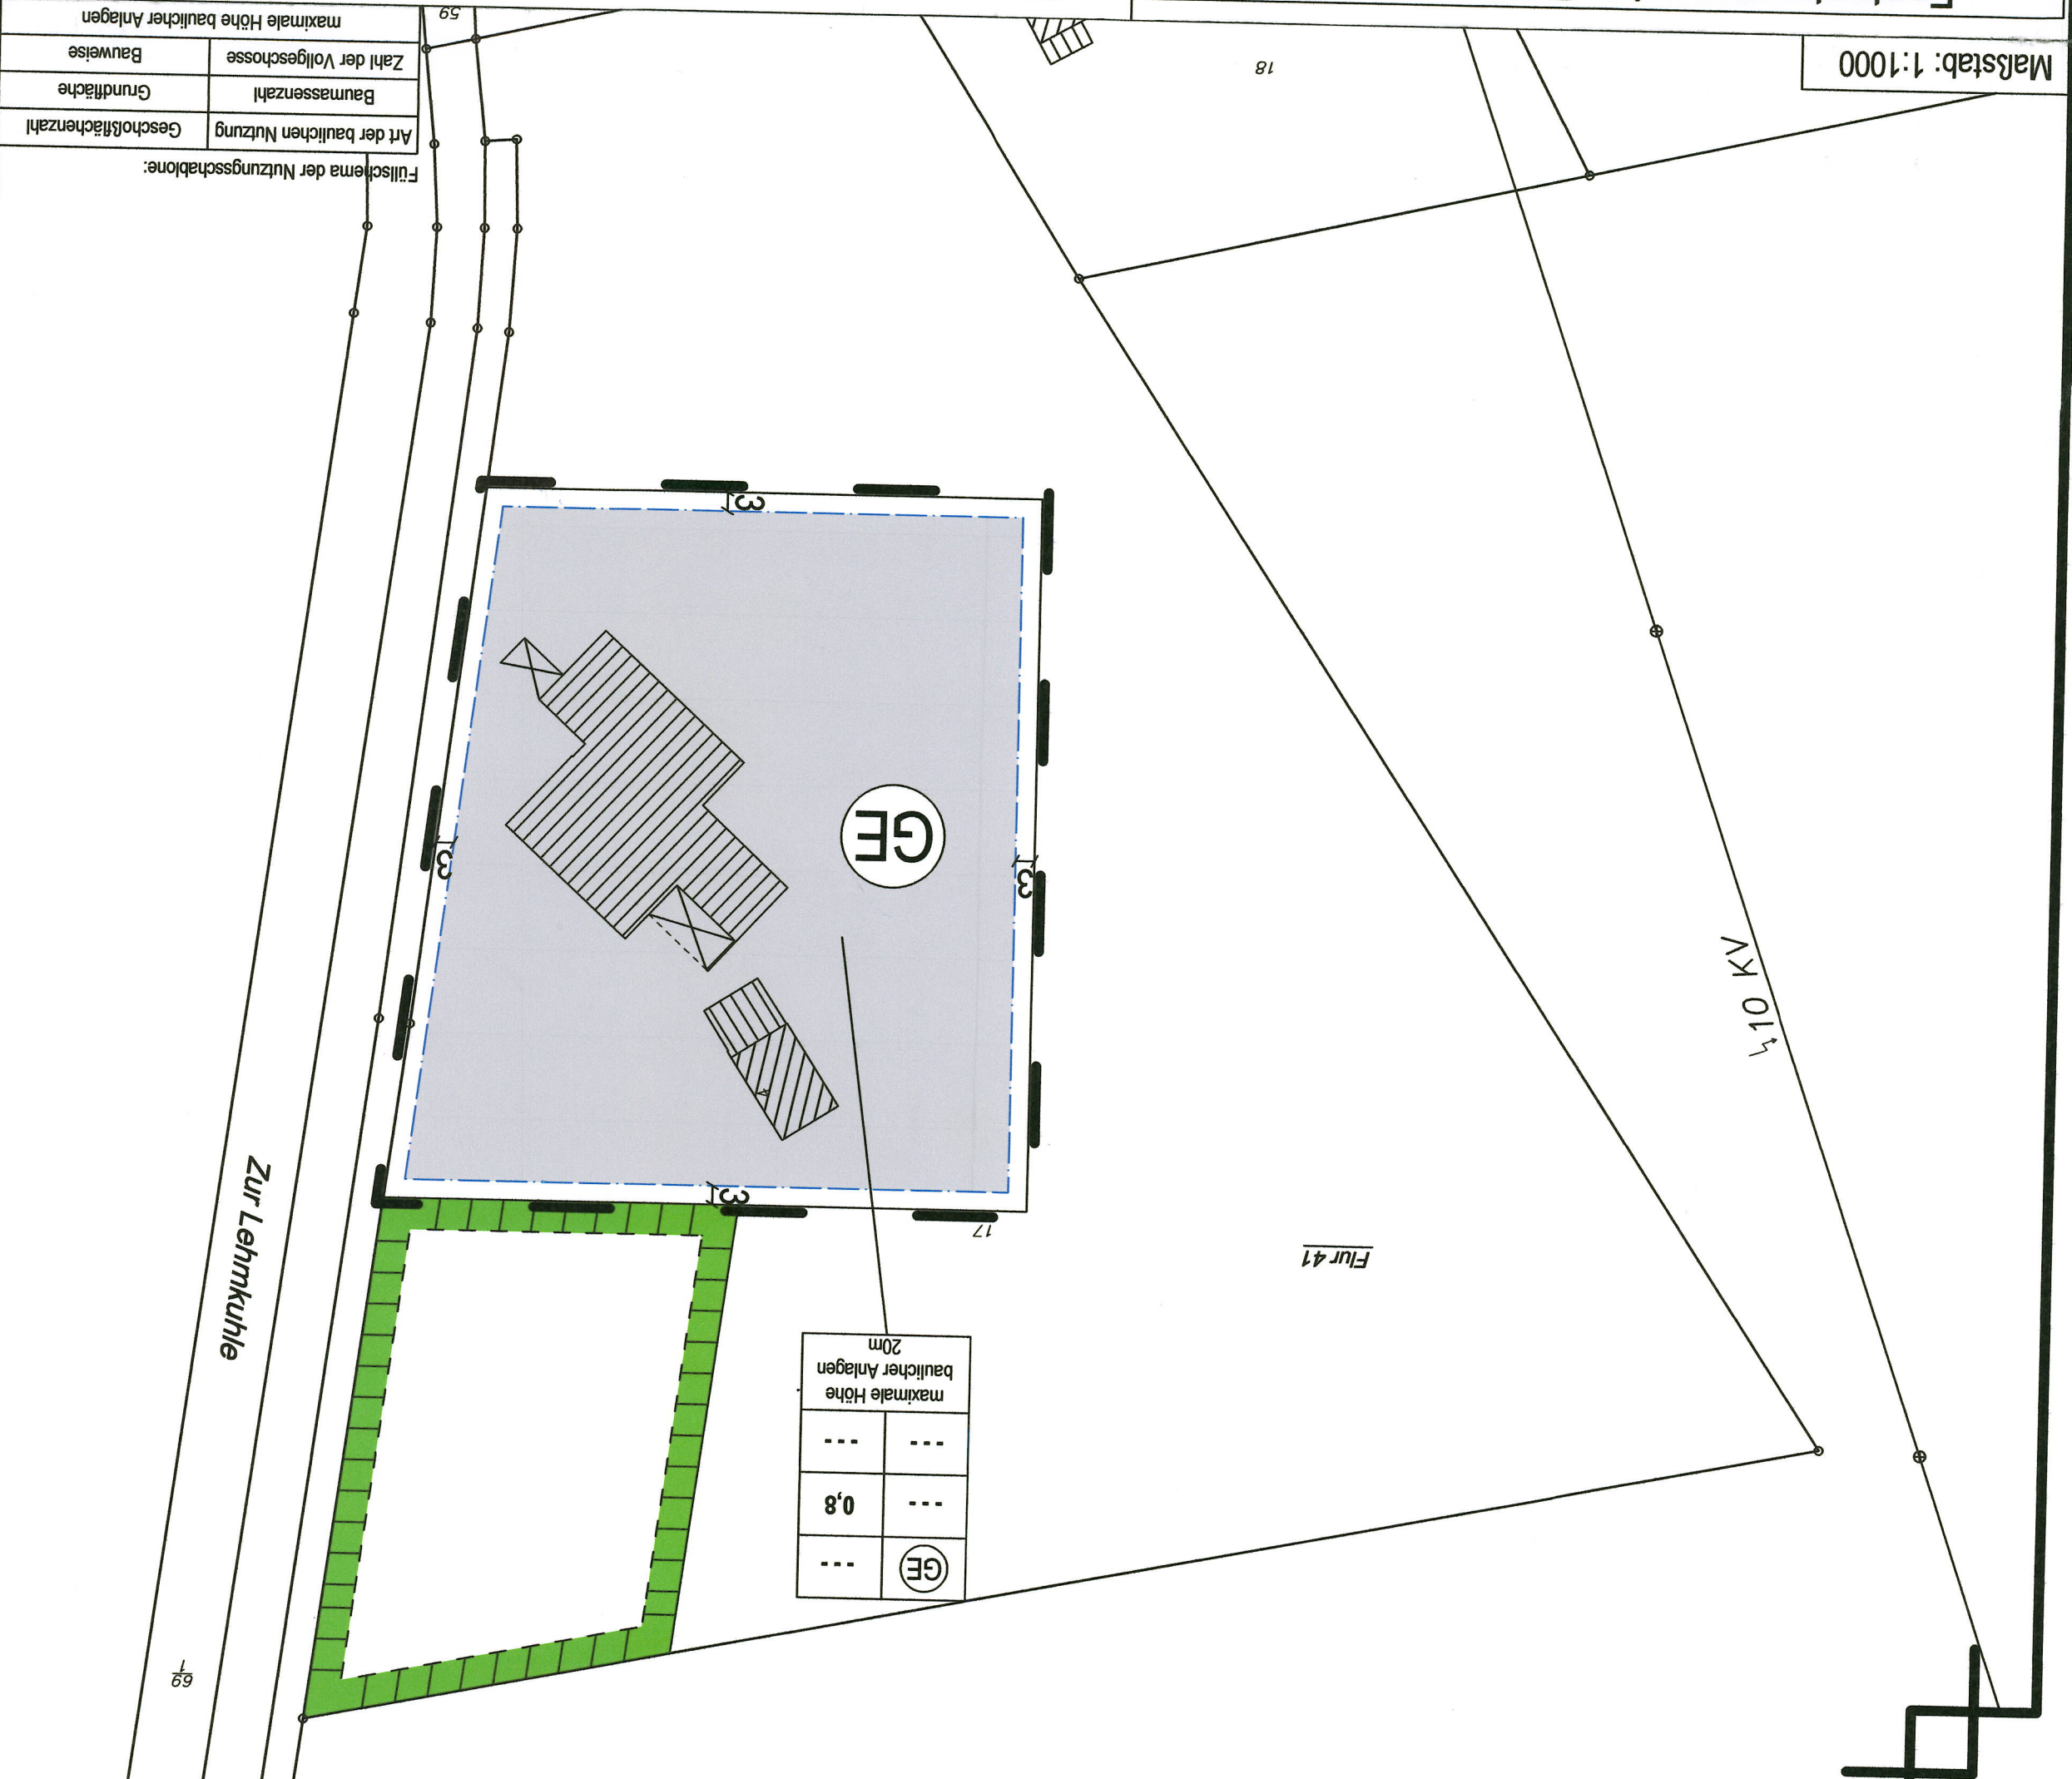 GE
---
---
0,8
---
---
maximale Höhe
baulicher Anlagen
20m
69
1
Flur 41
17
Zur Lehmkuhle
3
10 KV
3
GE
3
3
Füllschema der Nutzungsschablone:
Art der baulichen Nutzung
Geschoßflächenzahl
Baumassenzahl
Grundfläche
Zahl der Vollgeschosse
Bauweise
maximale Höhe baulicher Anlagen
Maßstab: 1:1000
18
59